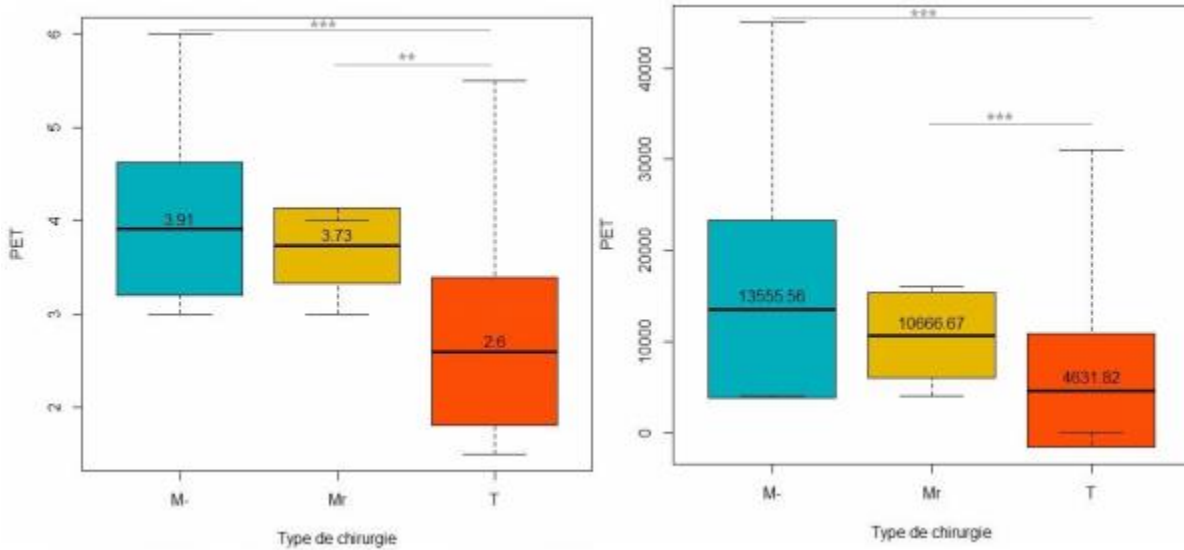 ***
**
6
5
4
3
2
PET
3.91
3.73
2.6
M-
Mr
T
Type de chirurgie
***
***
40000
30000
20000
10000
0
PET
13555.56
10666.67
4631.82
M-
Mr
T
Type de chirurgie